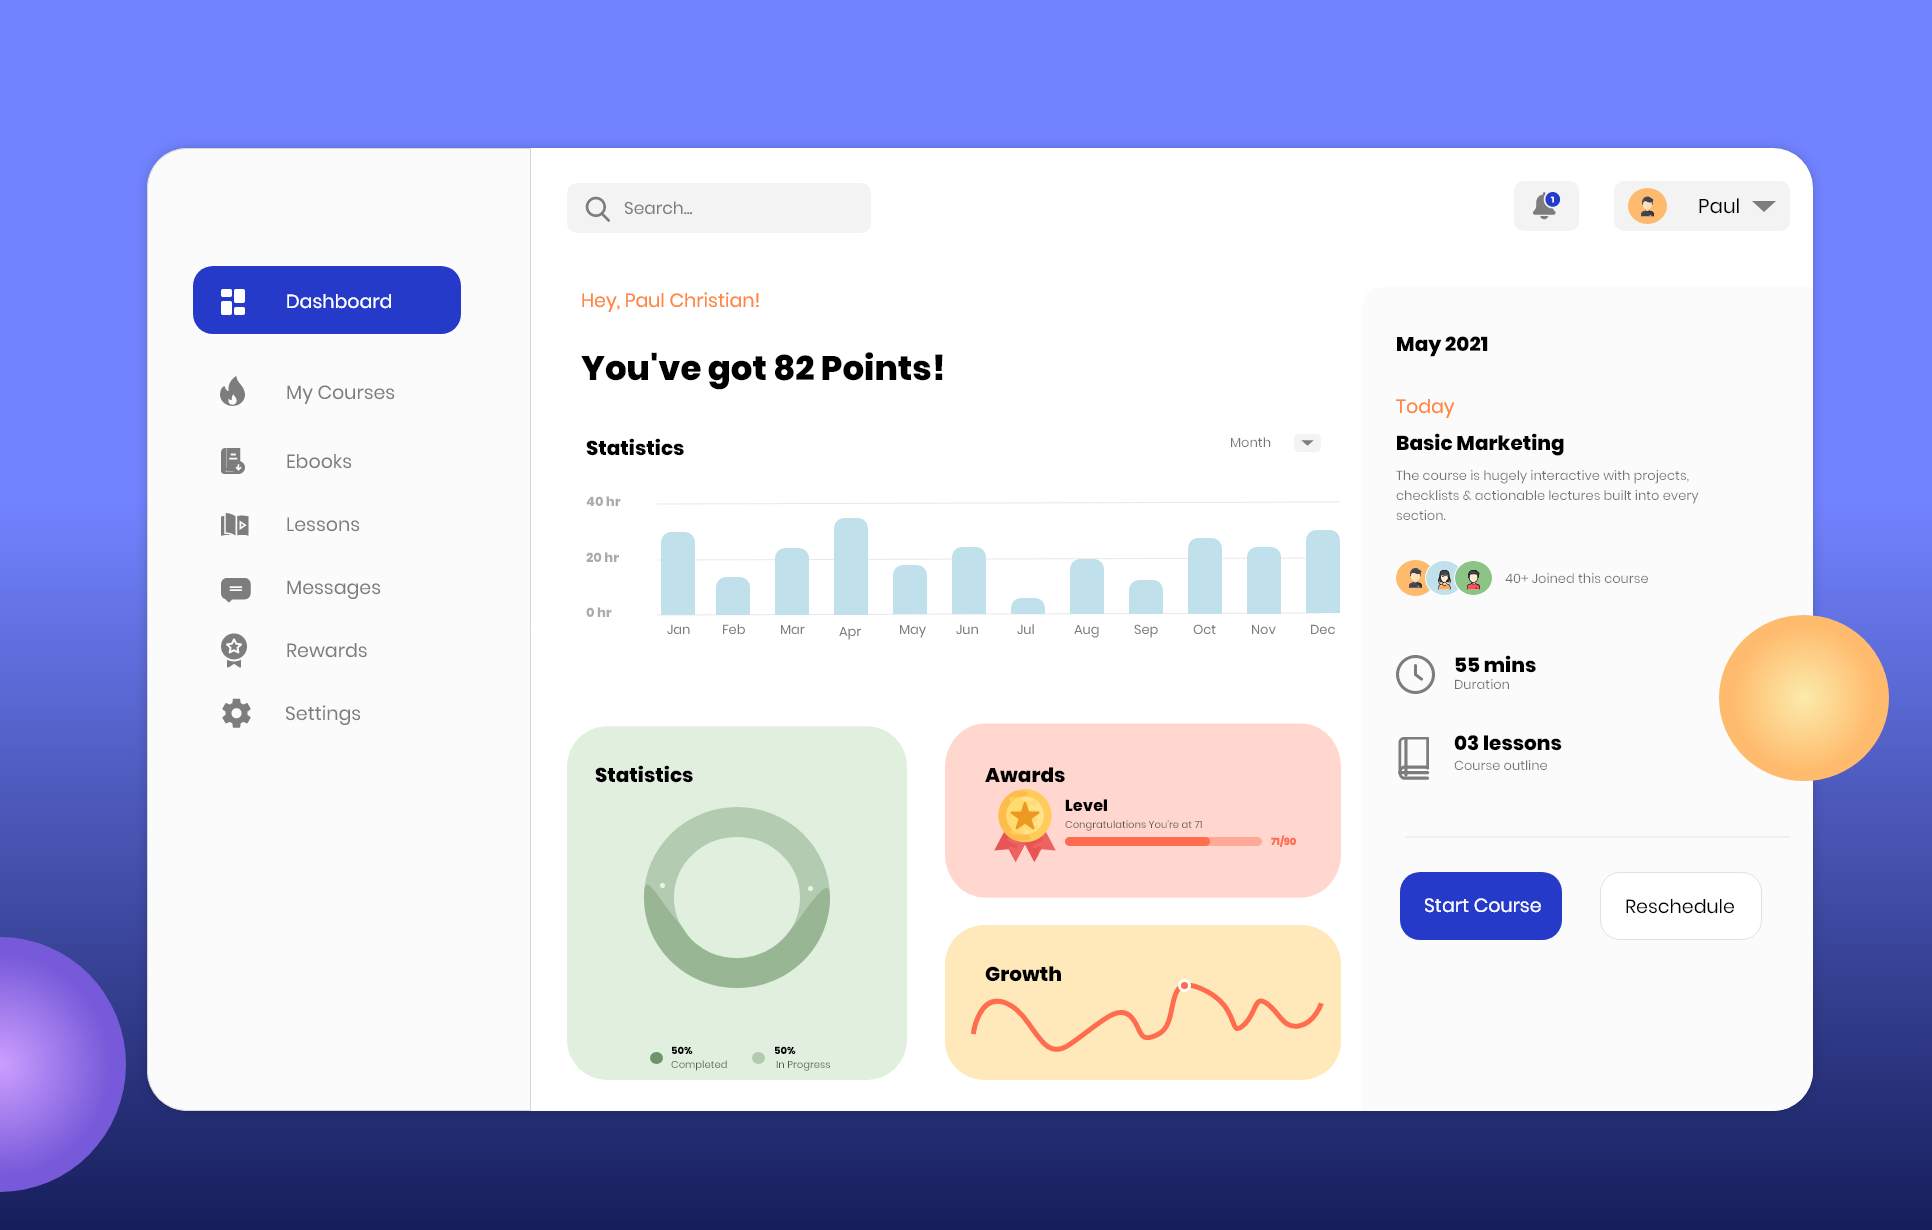 Search...
1
Paul
Dashboard
My Courses
Ebooks
Lessons
Messages
Rewards
Settings
Hey, Paul Christian!
You've got 82 Points!
Statistics
Month
40 hr
20 hr
0 hr
Jan Feb Mar Apr May Jun Jul Aug Sep Oct Nov Dec
Statistics
50%
Completed
50%
In Progress
Awards
Level
Congratulations You're at 71
71/90
Growth
May 2021
Today
Basic Marketing
The course is hugely interactive with projects,
checklists & actionable lectures built into every
section.
40+ Joined this course
55 mins
Duration
03 lessons
Course outline
Start Course
Reschedule